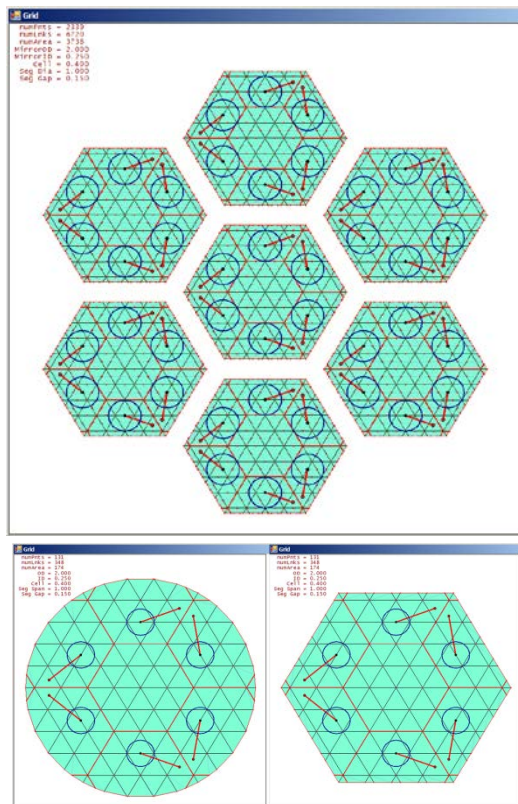 Grid
numPnts = 2330
numLnks = 6720
numArea = 3738
MirrorOD = 2.000
MirrorID = 0.250
Cell = 0.400
Seg Dia = 1.000
Seg Gap = 0.150
Grid
numPnts = 131
numLnks = 348
numArea = 174
OD = 2.000
ID = 0.250
Cell = 0.400
Seg Span = 1.000
Seg Gap = 0.150
Grid
numPnts = 131
numLnks = 348
numArea = 174
OD = 2.000
ID = 0.250
Cell = 0.400
Seg Span = 1.000
Seg Gap = 0.150